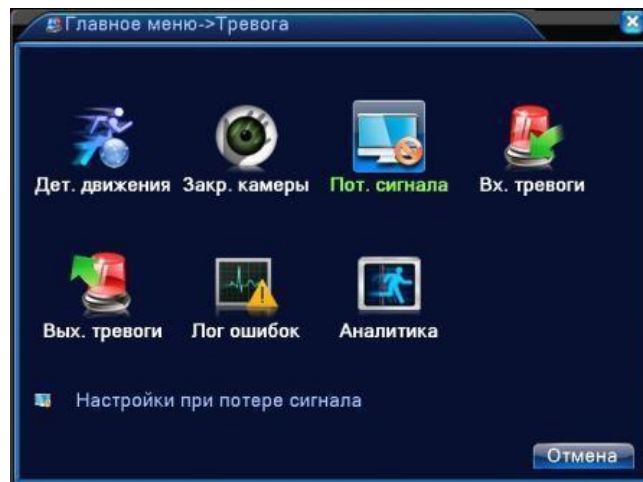 Главное меню->Тревога
Дет. движения Закр. камеры Пот. сигнала Вх. тревоги
Вых. тревоги Лог ошибок Аналитика
Настройки при потере сигнала
Отмена